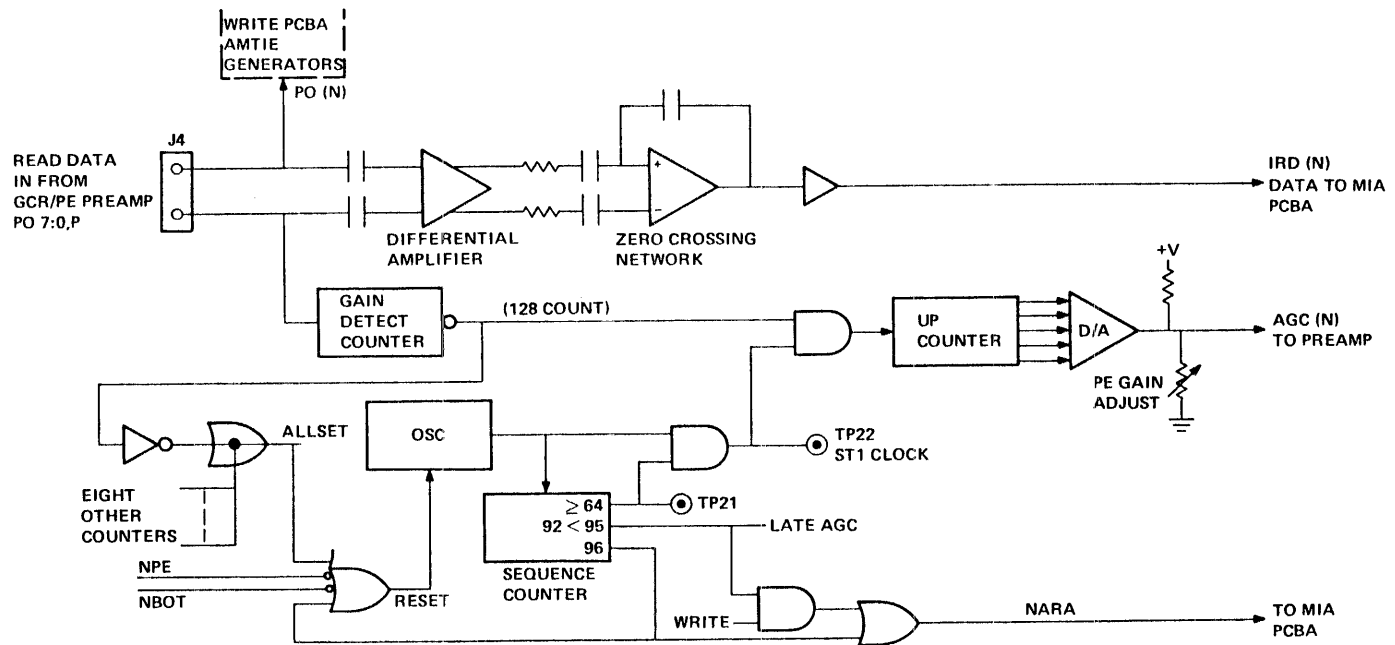 WRITE PCBA
AMTIE
GENERATORS
PO (N)
J4
READ DATA
IN FROM
GCR/PE PREAMP
PO 7:0,P
+
−
DIFFERENTIAL
AMPLIFIER
ZERO CROSSING
NETWORK
IRD (N)
DATA TO MIA
PCBA
GAIN
DETECT
COUNTER
(128 COUNT)
UP
COUNTER
D/A
+V
AGC (N)
TO PREAMP
PE GAIN
ADJUST
ALLSET
OSC
TP22
ST1 CLOCK
EIGHT
OTHER
COUNTERS
≥ 64
92 < 95
96
TP21
LATE AGC
SEQUENCE
COUNTER
NPE
NBOT
RESET
WRITE
NARA
TO MIA
PCBA